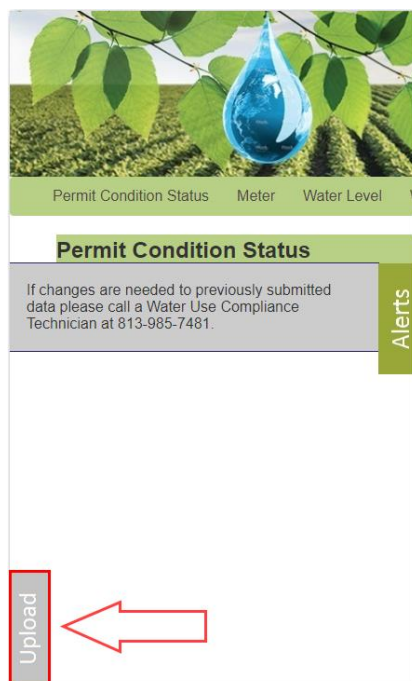 Permit Condition Status Meter Water Level
Permit Condition Status
If changes are needed to previously submitted
data please call a Water Use Compliance
Technician at 813-985-7481.
Alerts
Upload